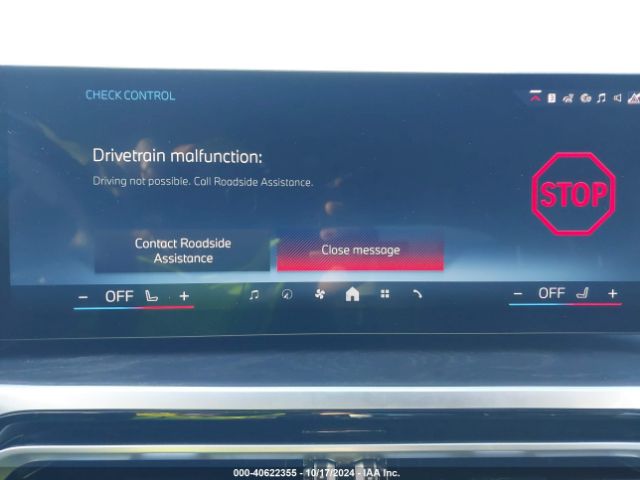 CHECK CONTROL
Drivetrain malfunction:
Driving not possible. Call Roadside Assistance.
STOP
Contact Roadside
Assistance
Close message
− OFF +
− OFF +
000-40622355 - 10/17/2024 - IAA Inc.